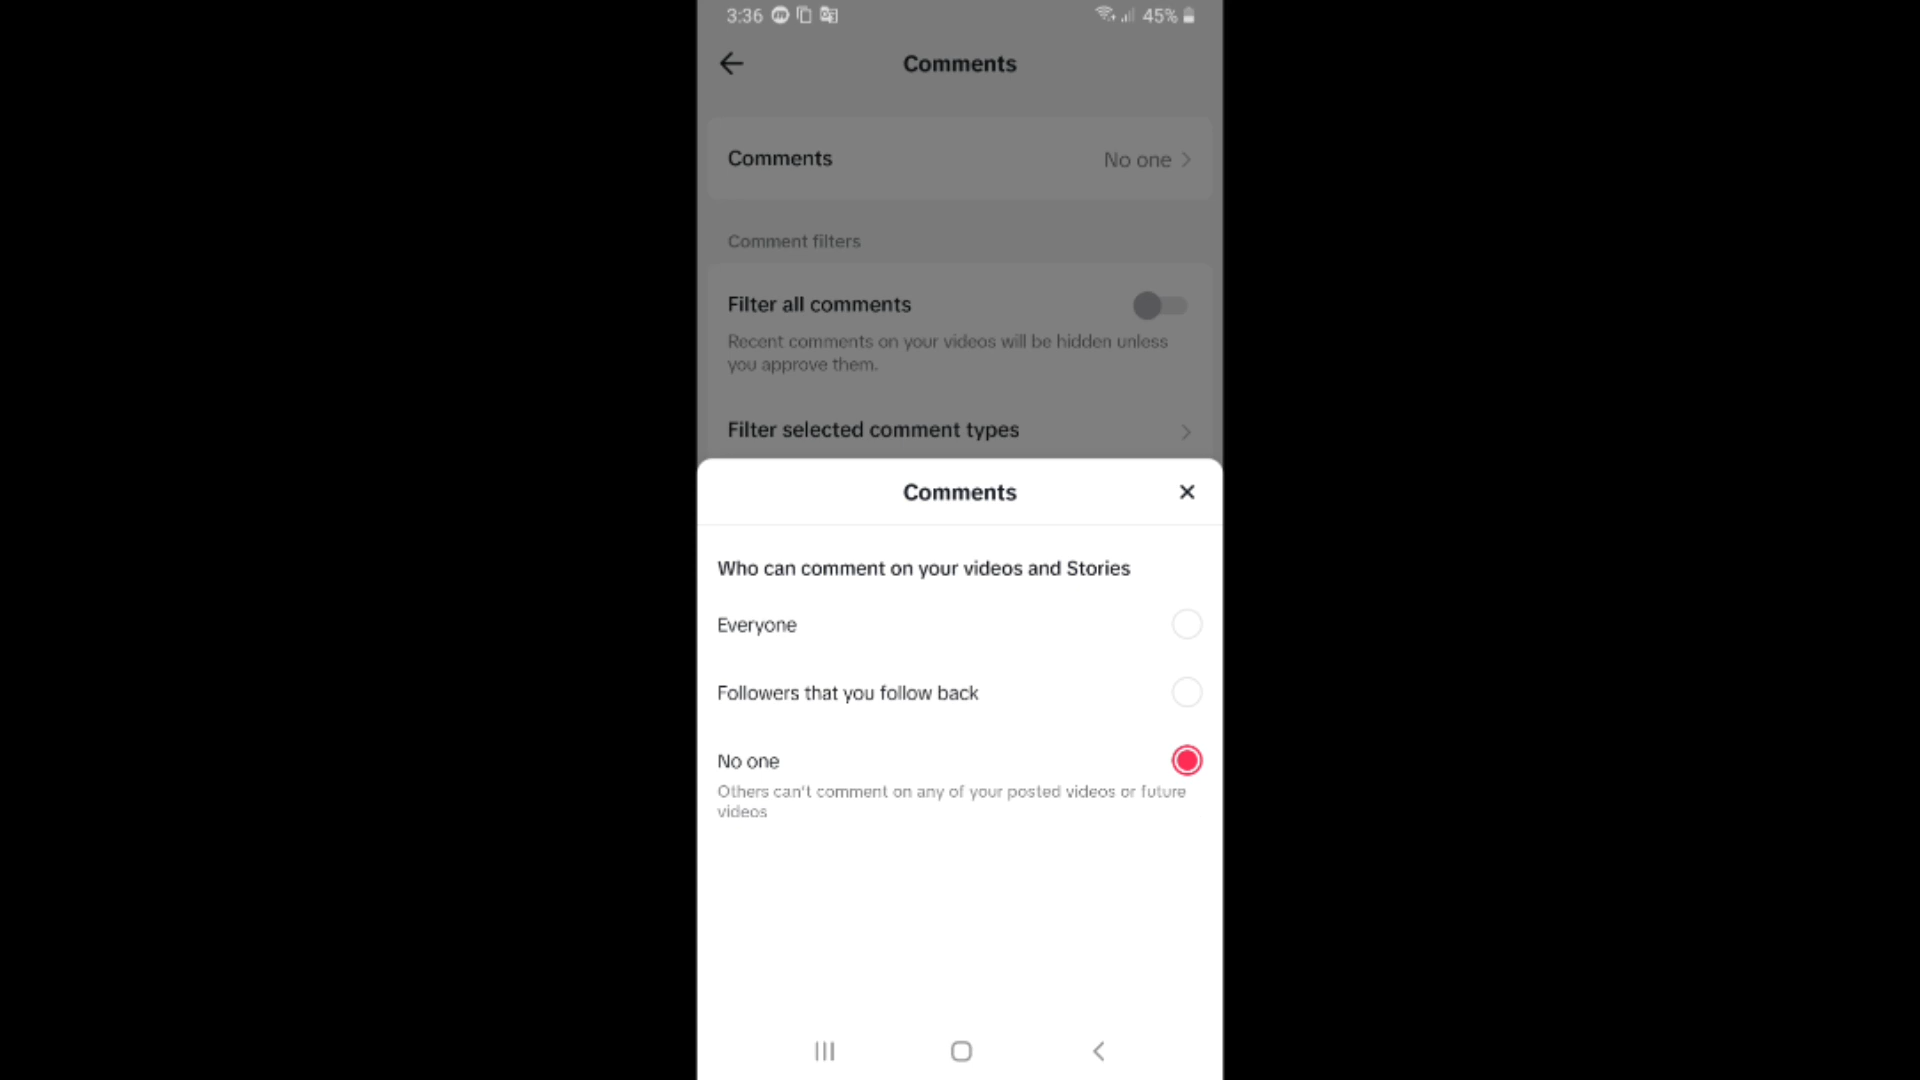 3:36 45%
Comments
Comments No one
Comment filters
Filter all comments
Recent comments on your videos will be hidden unless
you approve them.
Filter selected comment types
Comments
Who can comment on your videos and Stories
Everyone
Followers that you follow back
No one
Others can't comment on any of your posted videos or future
videos